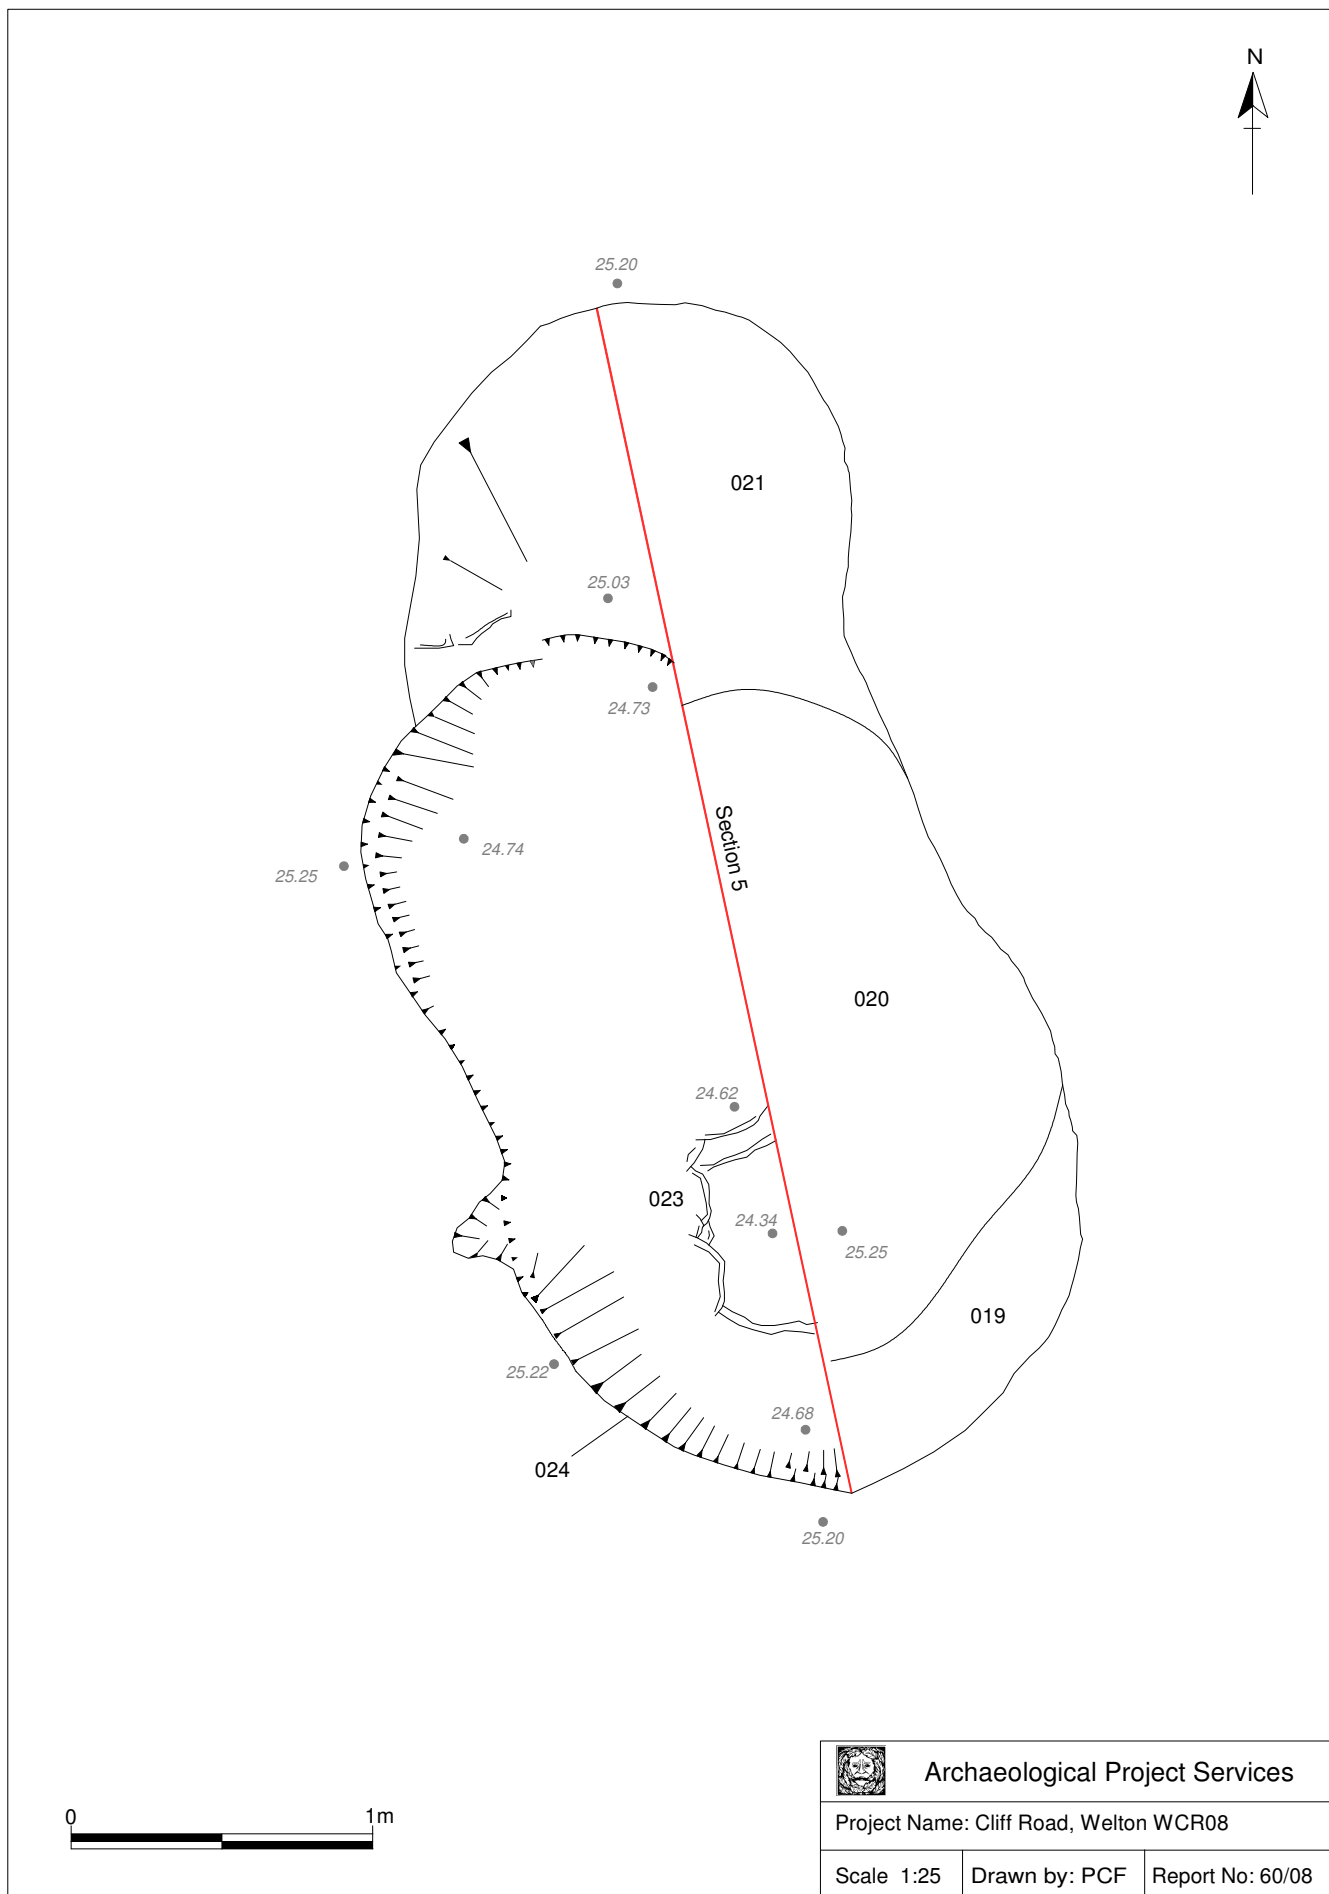 N
25.20
021
25.03
24.73
Section 5
24.74
25.25
020
24.62
023
24.34
25.25
019
25.22
24.68
024
25.20
0 1m
Archaeological Project Services
Project Name: Cliff Road, Welton WCR08
Scale 1:25 Drawn by: PCF Report No: 60/08